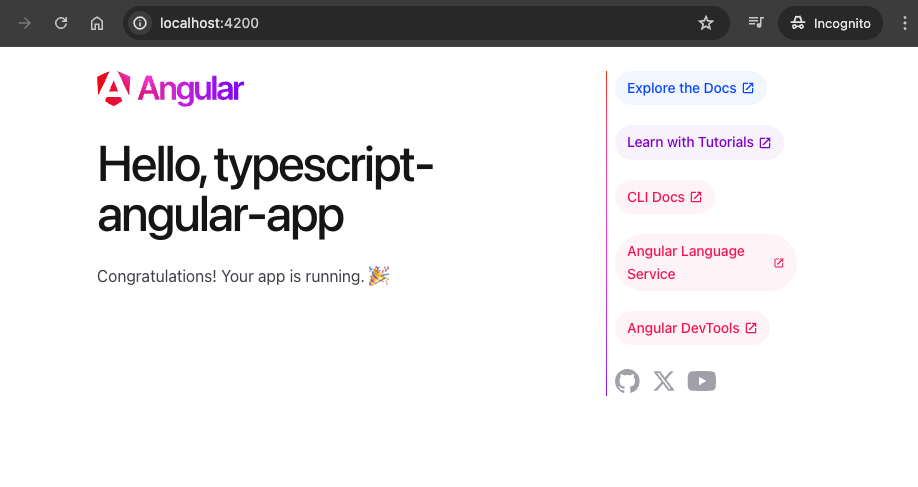 localhost:4200
Incognito
Angular
Hello, typescript-
angular-app
Congratulations! Your app is running. 🎉
Explore the Docs
Learn with Tutorials
CLI Docs
Angular Language
Service
Angular DevTools